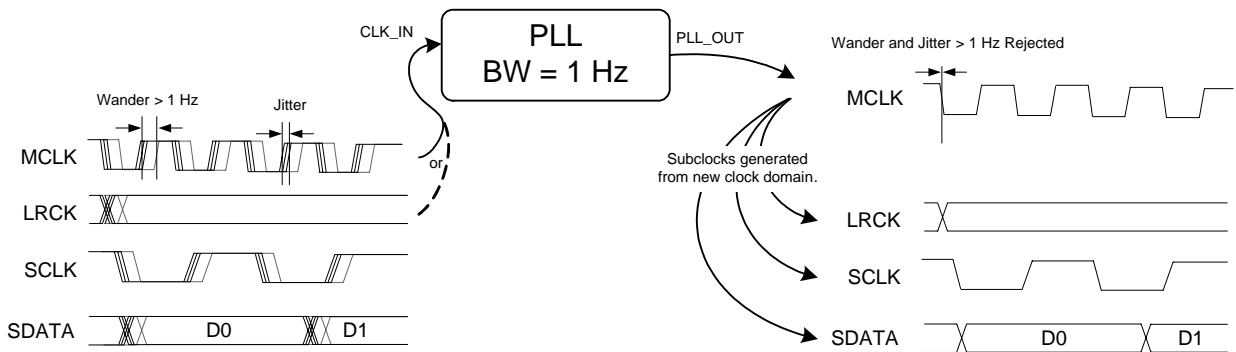 CLK_IN
PLL
BW = 1 Hz
PLL_OUT
Wander > 1 Hz
Jitter
MCLK
or
LRCK
SCLK
SDATA
D0
D1
Wander and Jitter > 1 Hz Rejected
MCLK
Subclocks generated
from new clock domain.
LRCK
SCLK
SDATA
D0
D1